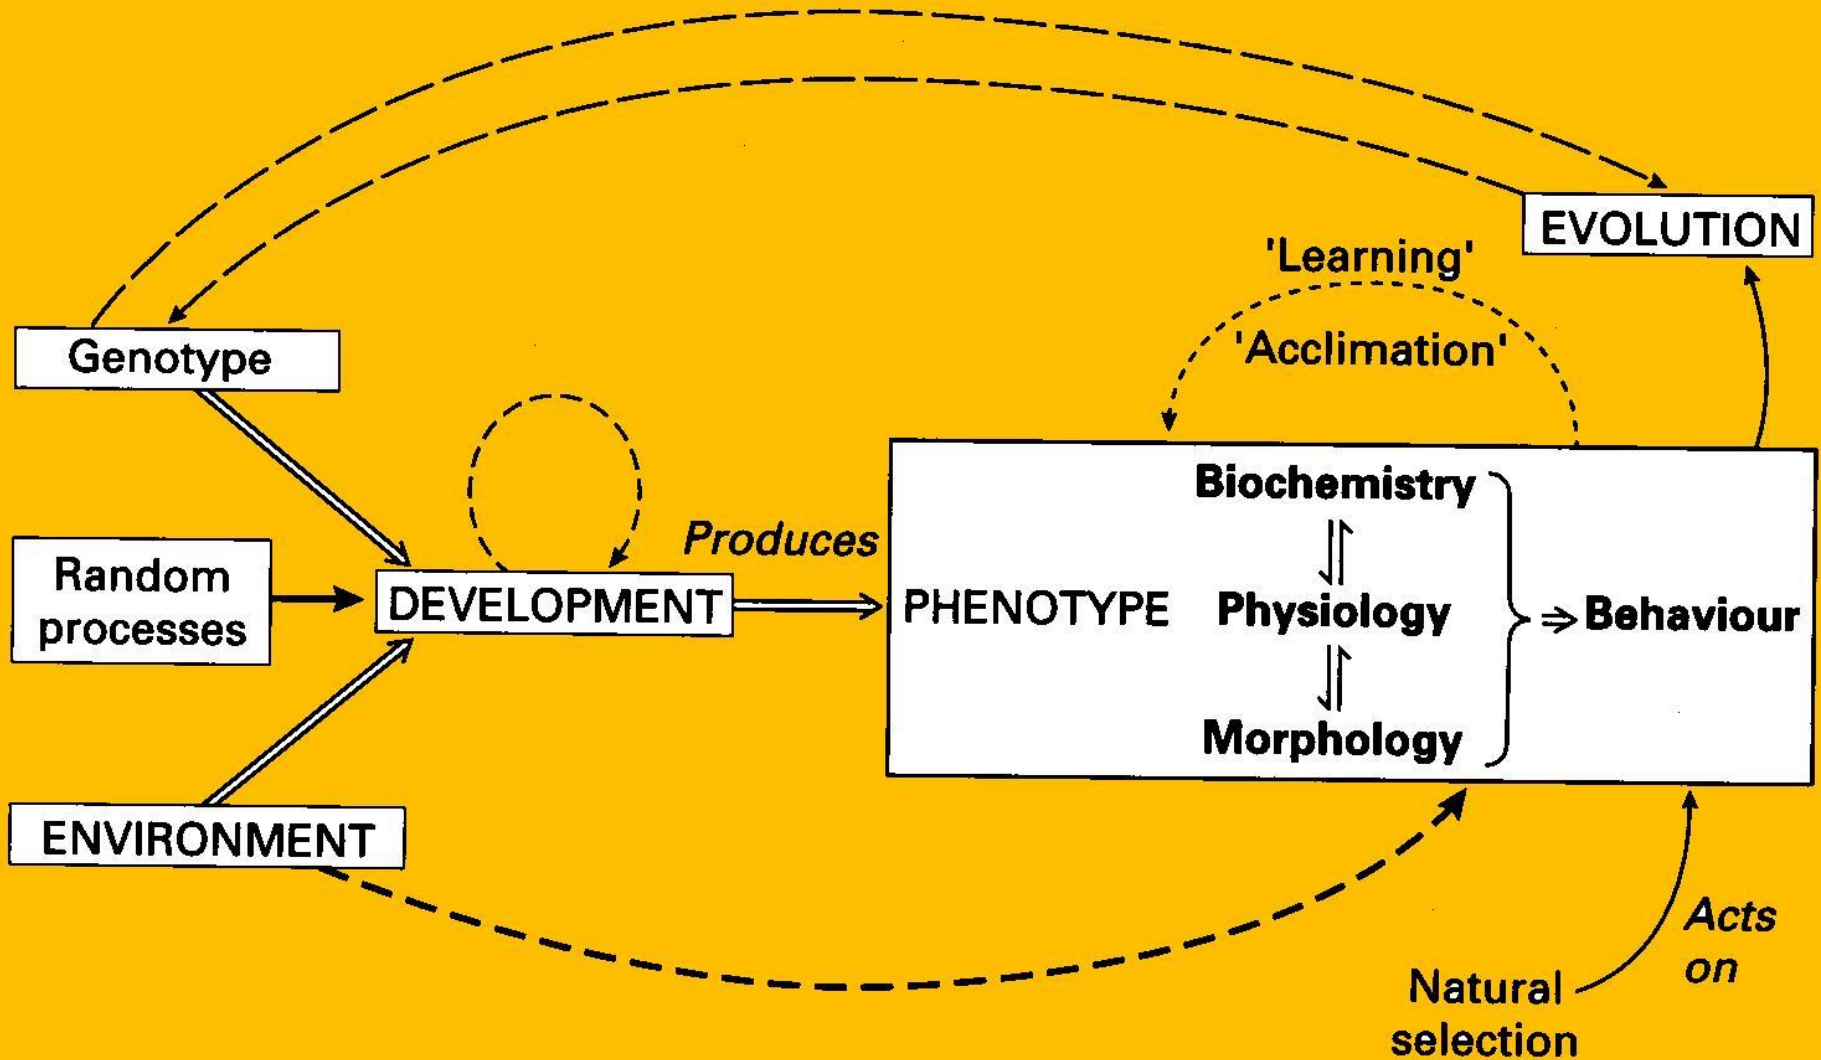 EVOLUTION
'Learning'
'Acclimation'
Genotype
Biochemistry
Produces
Random
processes
DEVELOPMENT
PHENOTYPE
Physiology
Behaviour
Morphology
ENVIRONMENT
Acts
on
Natural
selection